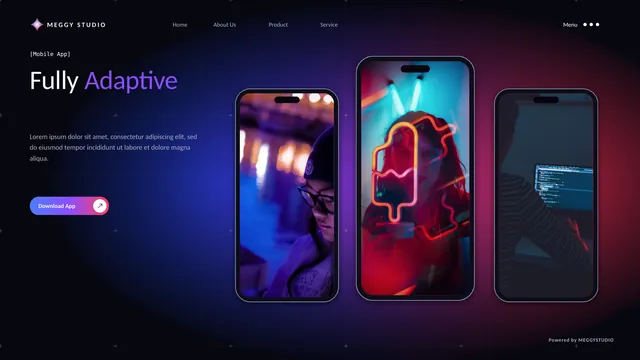 MEGGY STUDIO
Home
About Us
Product
Service
Menu
[Mobile App]
Fully Adaptive
Lorem ipsum dolor sit amet, consectetur adipiscing elit, sed
do eiusmod tempor incididunt ut labore et dolore magna
aliqua.
Download App
Powered by MEGGYSTUDIO